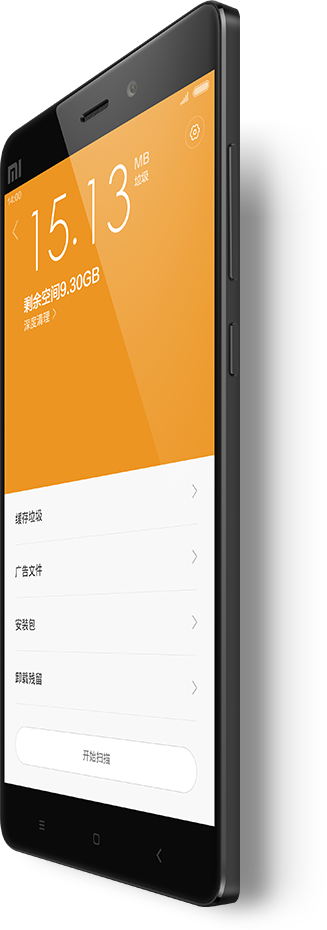 MI
14:00
15.13 MB
垃圾
剩余空间9.30GB
深度清理
缓存垃圾
广告文件
安装包
卸载残留
开始扫描